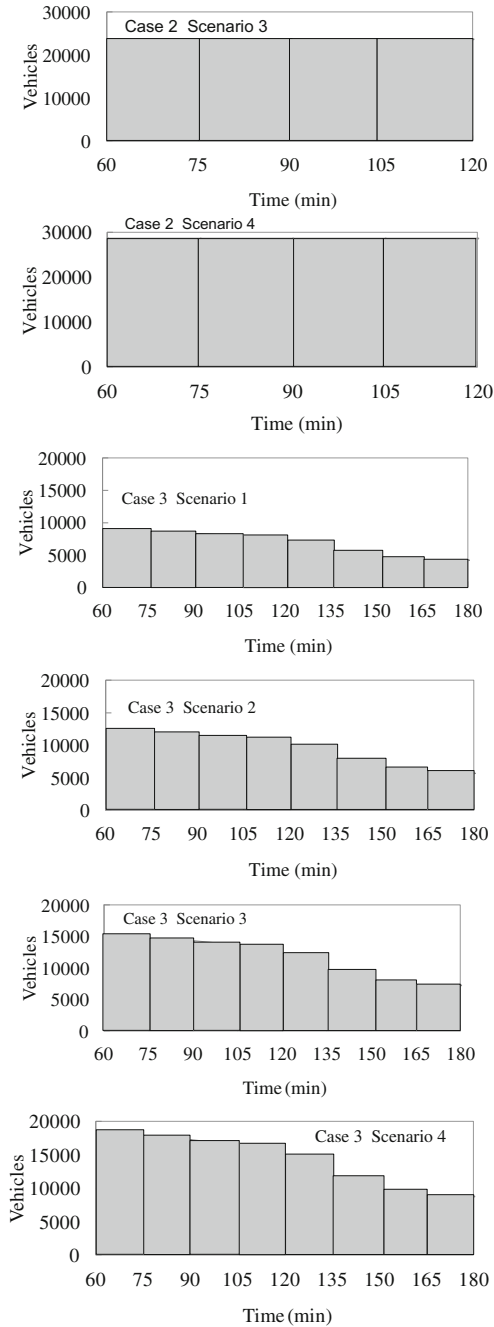 30000
Case 2 Scenario 3
20000
10000
0
Vehicles
60 75 90 105 120
Time (min)
Case 2 Scenario 4
30000
20000
10000
0
Vehicles
60 75 90 105 120
Time (min)
20000
15000
Case 3 Scenario 1
10000
5000
0
Vehicles
60 75 90 105 120 135 150 165 180
Time (min)
20000
15000
Case 3 Scenario 2
10000
5000
0
Vehicles
60 75 90 105 120 135 150 165 180
Time (min)
20000
Case 3 Scenario 3
15000
10000
5000
0
Vehicles
60 75 90 105 120 135 150 165 180
Time (min)
20000
Case 3 Scenario 4
15000
10000
5000
0
Vehicles
60 75 90 105 120 135 150 165 180
Time (min)